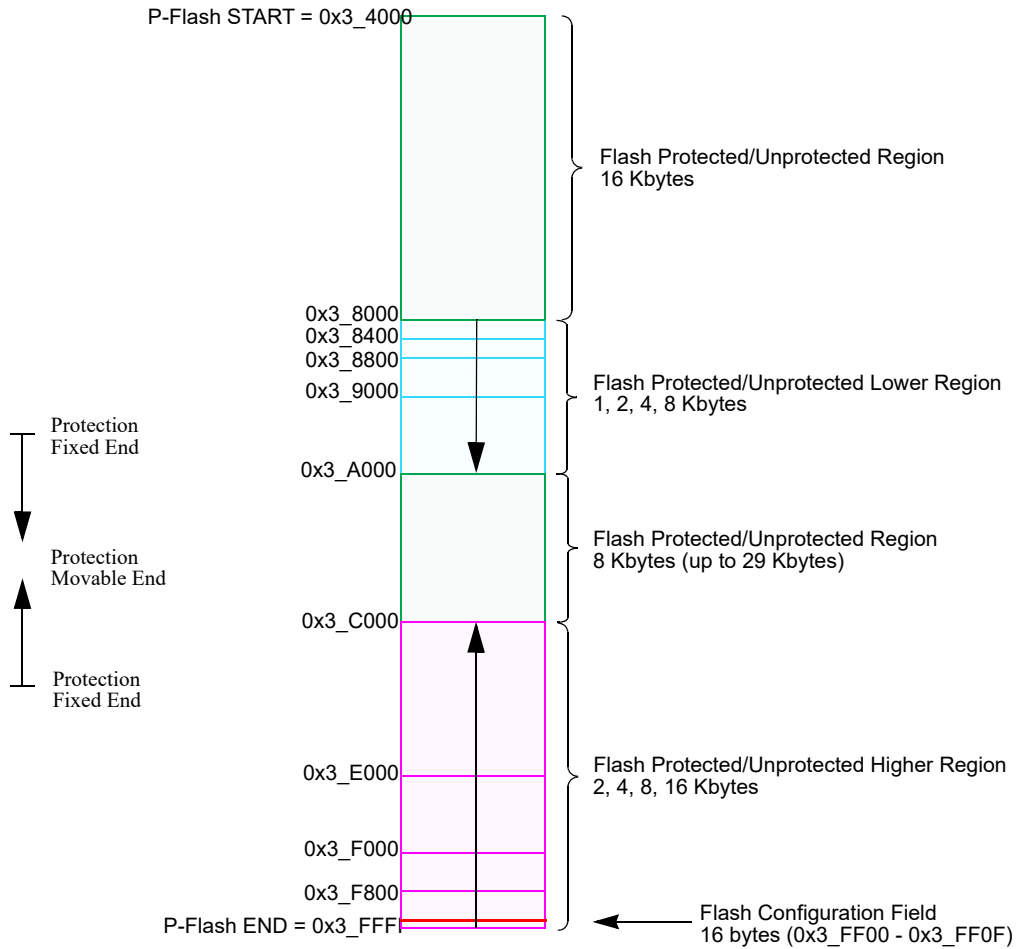 P-Flash START = 0x3_4000
Flash Protected/Unprotected Region
16 Kbytes
0x3_8000
0x3_8400
0x3_8800
0x3_9000
Flash Protected/Unprotected Lower Region
1, 2, 4, 8 Kbytes
Protection
Fixed End
0x3_A000
Flash Protected/Unprotected Region
8 Kbytes (up to 29 Kbytes)
Protection
Movable End
0x3_C000
Protection
Fixed End
0x3_E000
Flash Protected/Unprotected Higher Region
2, 4, 8, 16 Kbytes
0x3_F000
0x3_F800
P-Flash END = 0x3_FFF
Flash Configuration Field
16 bytes (0x3_FF00 - 0x3_FF0F)